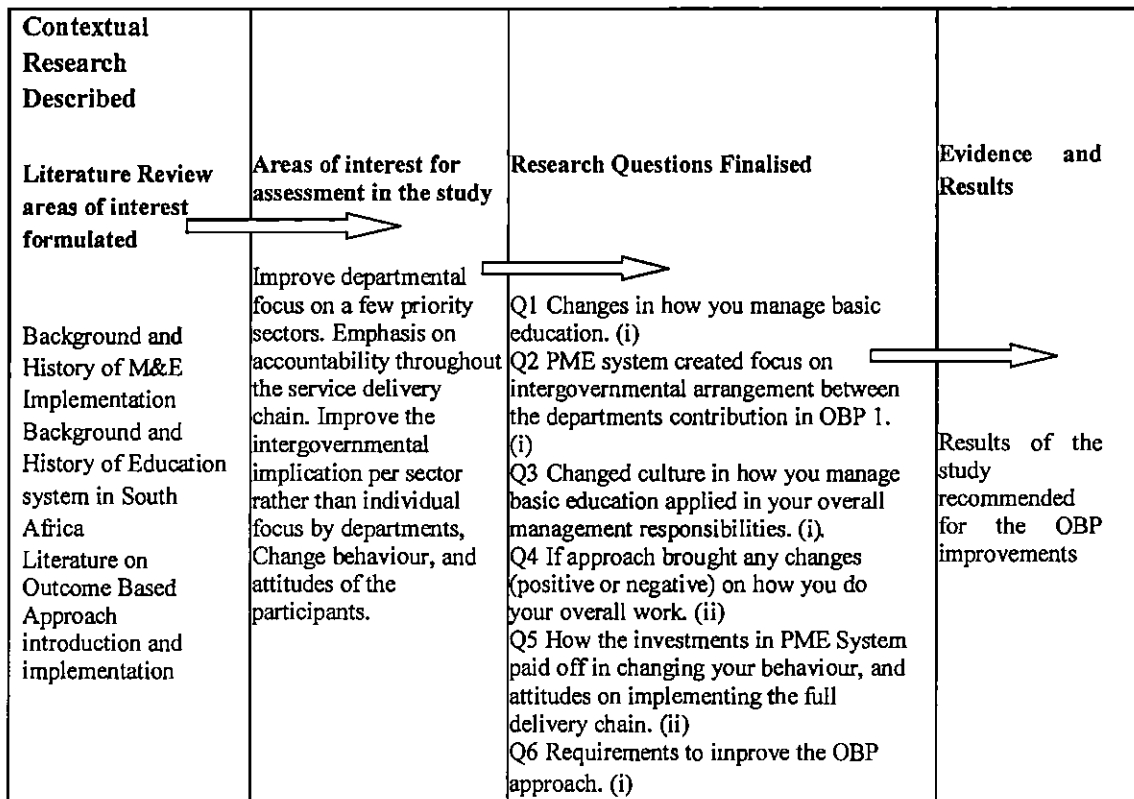 Contextual
Research
Described
Literature Review
areas of interest
formulated
Background and
History of M&E
Implementation
Background and
History of Education
system in South
Africa
Literature on
Outcome Based
Approach
introduction and
implementation
Areas of interest for
assessment in the study
Improve departmental
focus on a few priority
sectors. Emphasis on
accountability throughout
the service delivery
chain. Improve the
intergovernmental
implication per sector
rather than individual
focus by departments,
Change behaviour, and
attitudes of the
participants.
Research Questions Finalised
Q1 Changes in how you manage basic
education. (i)
Q2 PME system created focus on
intergovernmental arrangement between
the departments contribution in OBP 1.
(i)
Q3 Changed culture in how you manage
basic education applied in your overall
management responsibilities. (i).
Q4 If approach brought any changes
(positive or negative) on how you do
your overall work. (ii)
Q5 How the investments in PME System
paid off in changing your behaviour, and
attitudes on implementing the full
delivery chain. (ii)
Q6 Requirements to improve the OBP
approach. (i)
Evidence and
Results
Results of the
study
recommended
for the OBP
improvements